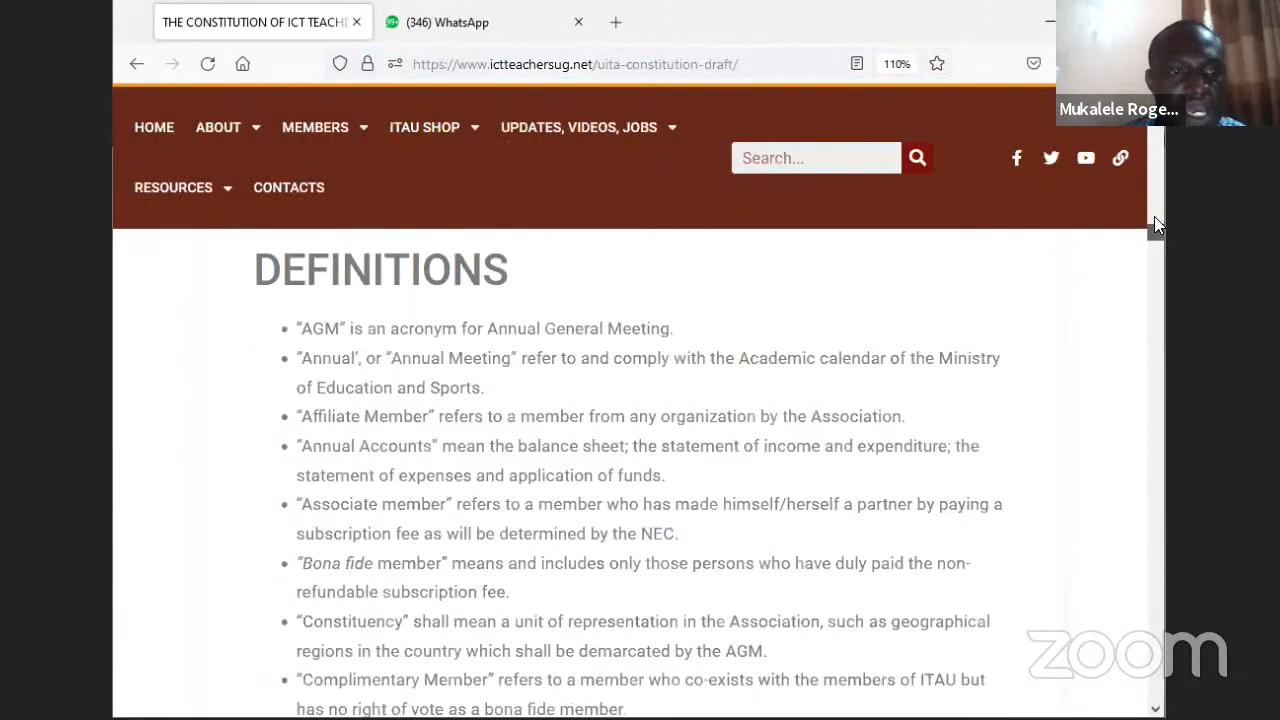 THE CONSTITUTION OF ICT TEACHE
(346) WhatsApp
99+
https://www.ictteachersug.net/uita-constitution-draft/
110%
Mukalele Roge...
HOME ABOUT MEMBERS ITAU SHOP UPDATES, VIDEOS, JOBS
Search...
RESOURCES CONTACTS
DEFINITIONS
• “AGM” is an acronym for Annual General Meeting.
• “Annual’, or “Annual Meeting” refer to and comply with the Academic calendar of the Ministry
of Education and Sports.
• “Affiliate Member” refers to a member from any organization by the Association.
• “Annual Accounts” mean the balance sheet; the statement of income and expenditure; the
statement of expenses and application of funds.
• “Associate member” refers to a member who has made himself/herself a partner by paying a
subscription fee as will be determined by the NEC.
• “Bona fide member” means and includes only those persons who have duly paid the non-
refundable subscription fee.
• “Constituency” shall mean a unit of representation in the Association, such as geographical
regions in the country which shall be demarcated by the AGM.
• “Complimentary Member” refers to a member who co-exists with the members of ITAU but
has no right of vote as a bona fide member.
zoom